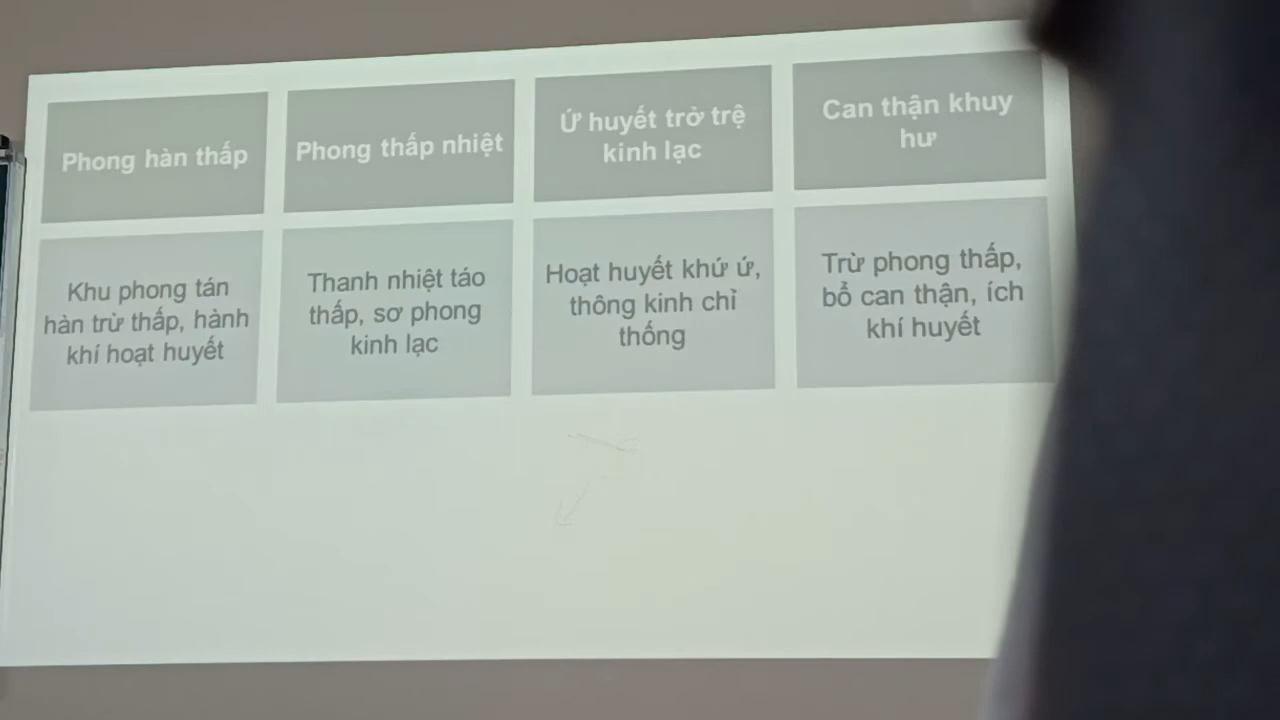 Phong hàn thấp
Phong thấp nhiệt
Ứ huyết trở trệ
kinh lạc
Can thận khuy
hư
Khu phong tán
hàn trừ thấp, hành
khí hoạt huyết
Thanh nhiệt táo
thấp, sơ phong
kinh lạc
Hoạt huyết khứ ứ,
thông kinh chỉ
thống
Trừ phong thấp,
bổ can thận, ích
khí huyết